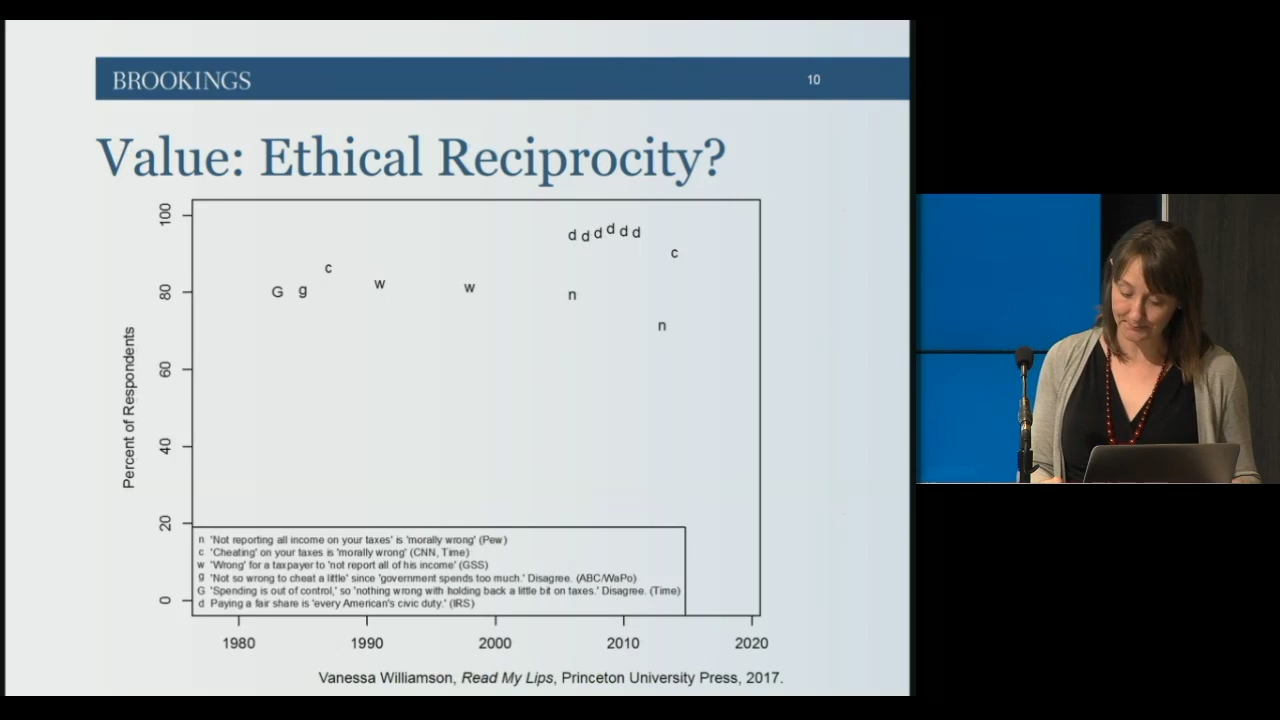 BROOKINGS
10
Value: Ethical Reciprocity?
Percent of Respondents
100
80
60
40
20
0
d d d d d d
c
c
G g
w
w
n
n
n 'Not reporting all income on your taxes' is 'morally wrong' (Pew)
c 'Cheating' on your taxes is 'morally wrong' (CNN, Time)
w 'Wrong' for a taxpayer to 'not report all of his income' (GSS)
g 'Not so wrong to cheat a little' since 'government spends too much.' Disagree. (ABC/WaPo)
G 'Spending is out of control,' so 'nothing wrong with holding back a little bit on taxes.' Disagree. (Time)
d Paying a fair share is 'every American's civic duty.' (IRS)
1980 1990 2000 2010 2020
Vanessa Williamson, Read My Lips, Princeton University Press, 2017.